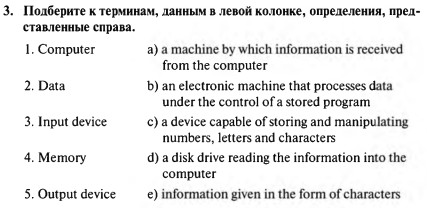 3. Подберите к терминам, данным в левой колонке, определения, пред-
ставленные справа.
1. Computer a) a machine by which information is received
from the computer
2. Data b) an electronic machine that processes data
under the control of a stored program
3. Input device c) a device capable of storing and manipulating
numbers, letters and characters
4. Memory d) a disk drive reading the information into the
computer
5. Output device e) information given in the form of characters